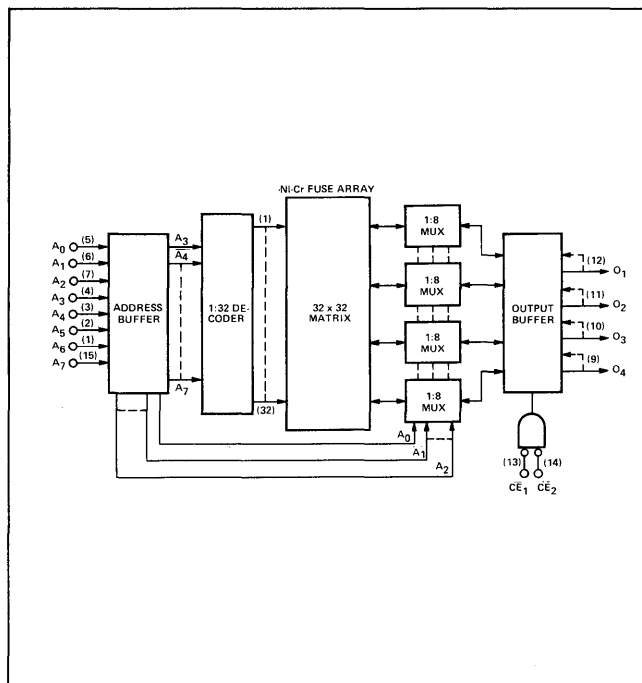 ·NI-Cr FUSE ARRAY
A0 (5)
A1 (6)
A2 (7)
A3 (4)
A4 (3)
A5 (2)
A6 (1)
A7 (15)
ADDRESS
BUFFER
A3
A4
A7
1:32 DE-
CODER
(1)
(32)
32 x 32
MATRIX
1:8
MUX
1:8
MUX
1:8
MUX
1:8
MUX
A0
A1
A2
OUTPUT
BUFFER
(12) O1
(11) O2
(10) O3
(9) O4
(13) (14)
C̅E̅1 C̅E̅2